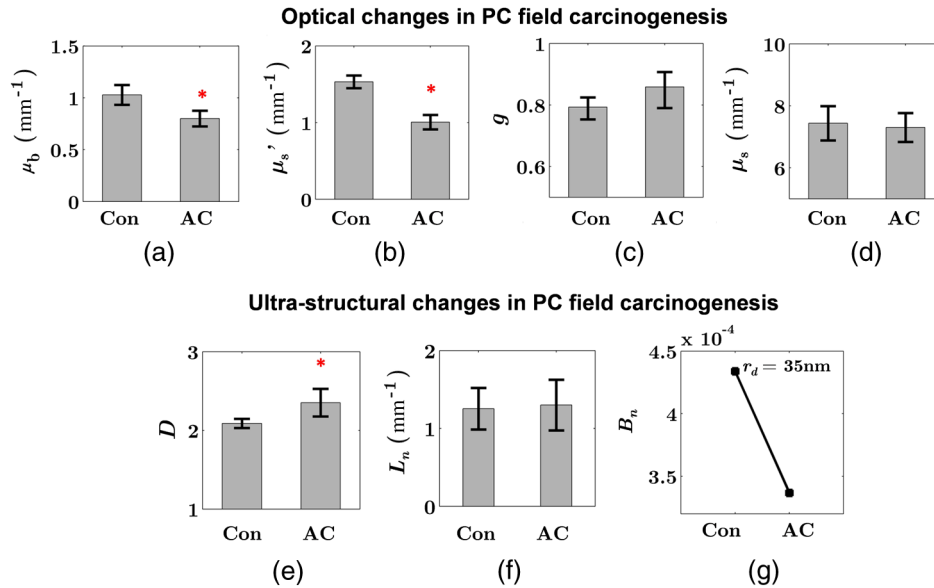 Optical changes in PC field carcinogenesis
μb (mm-1)
1.5
1
0.5
0
*
Con AC
(a)
μs’ (mm-1)
2
1
0
*
Con AC
(b)
g
1
0.8
0.6
Con AC
(c)
μs (mm-1)
10
8
6
Con AC
(d)
Ultra-structural changes in PC field carcinogenesis
D
3
2
1
*
Con AC
(e)
Ln (mm-1)
2
1
0
Con AC
(f)
x 10-4
Bn
4.5
4
3.5
rd = 35nm
Con AC
(g)